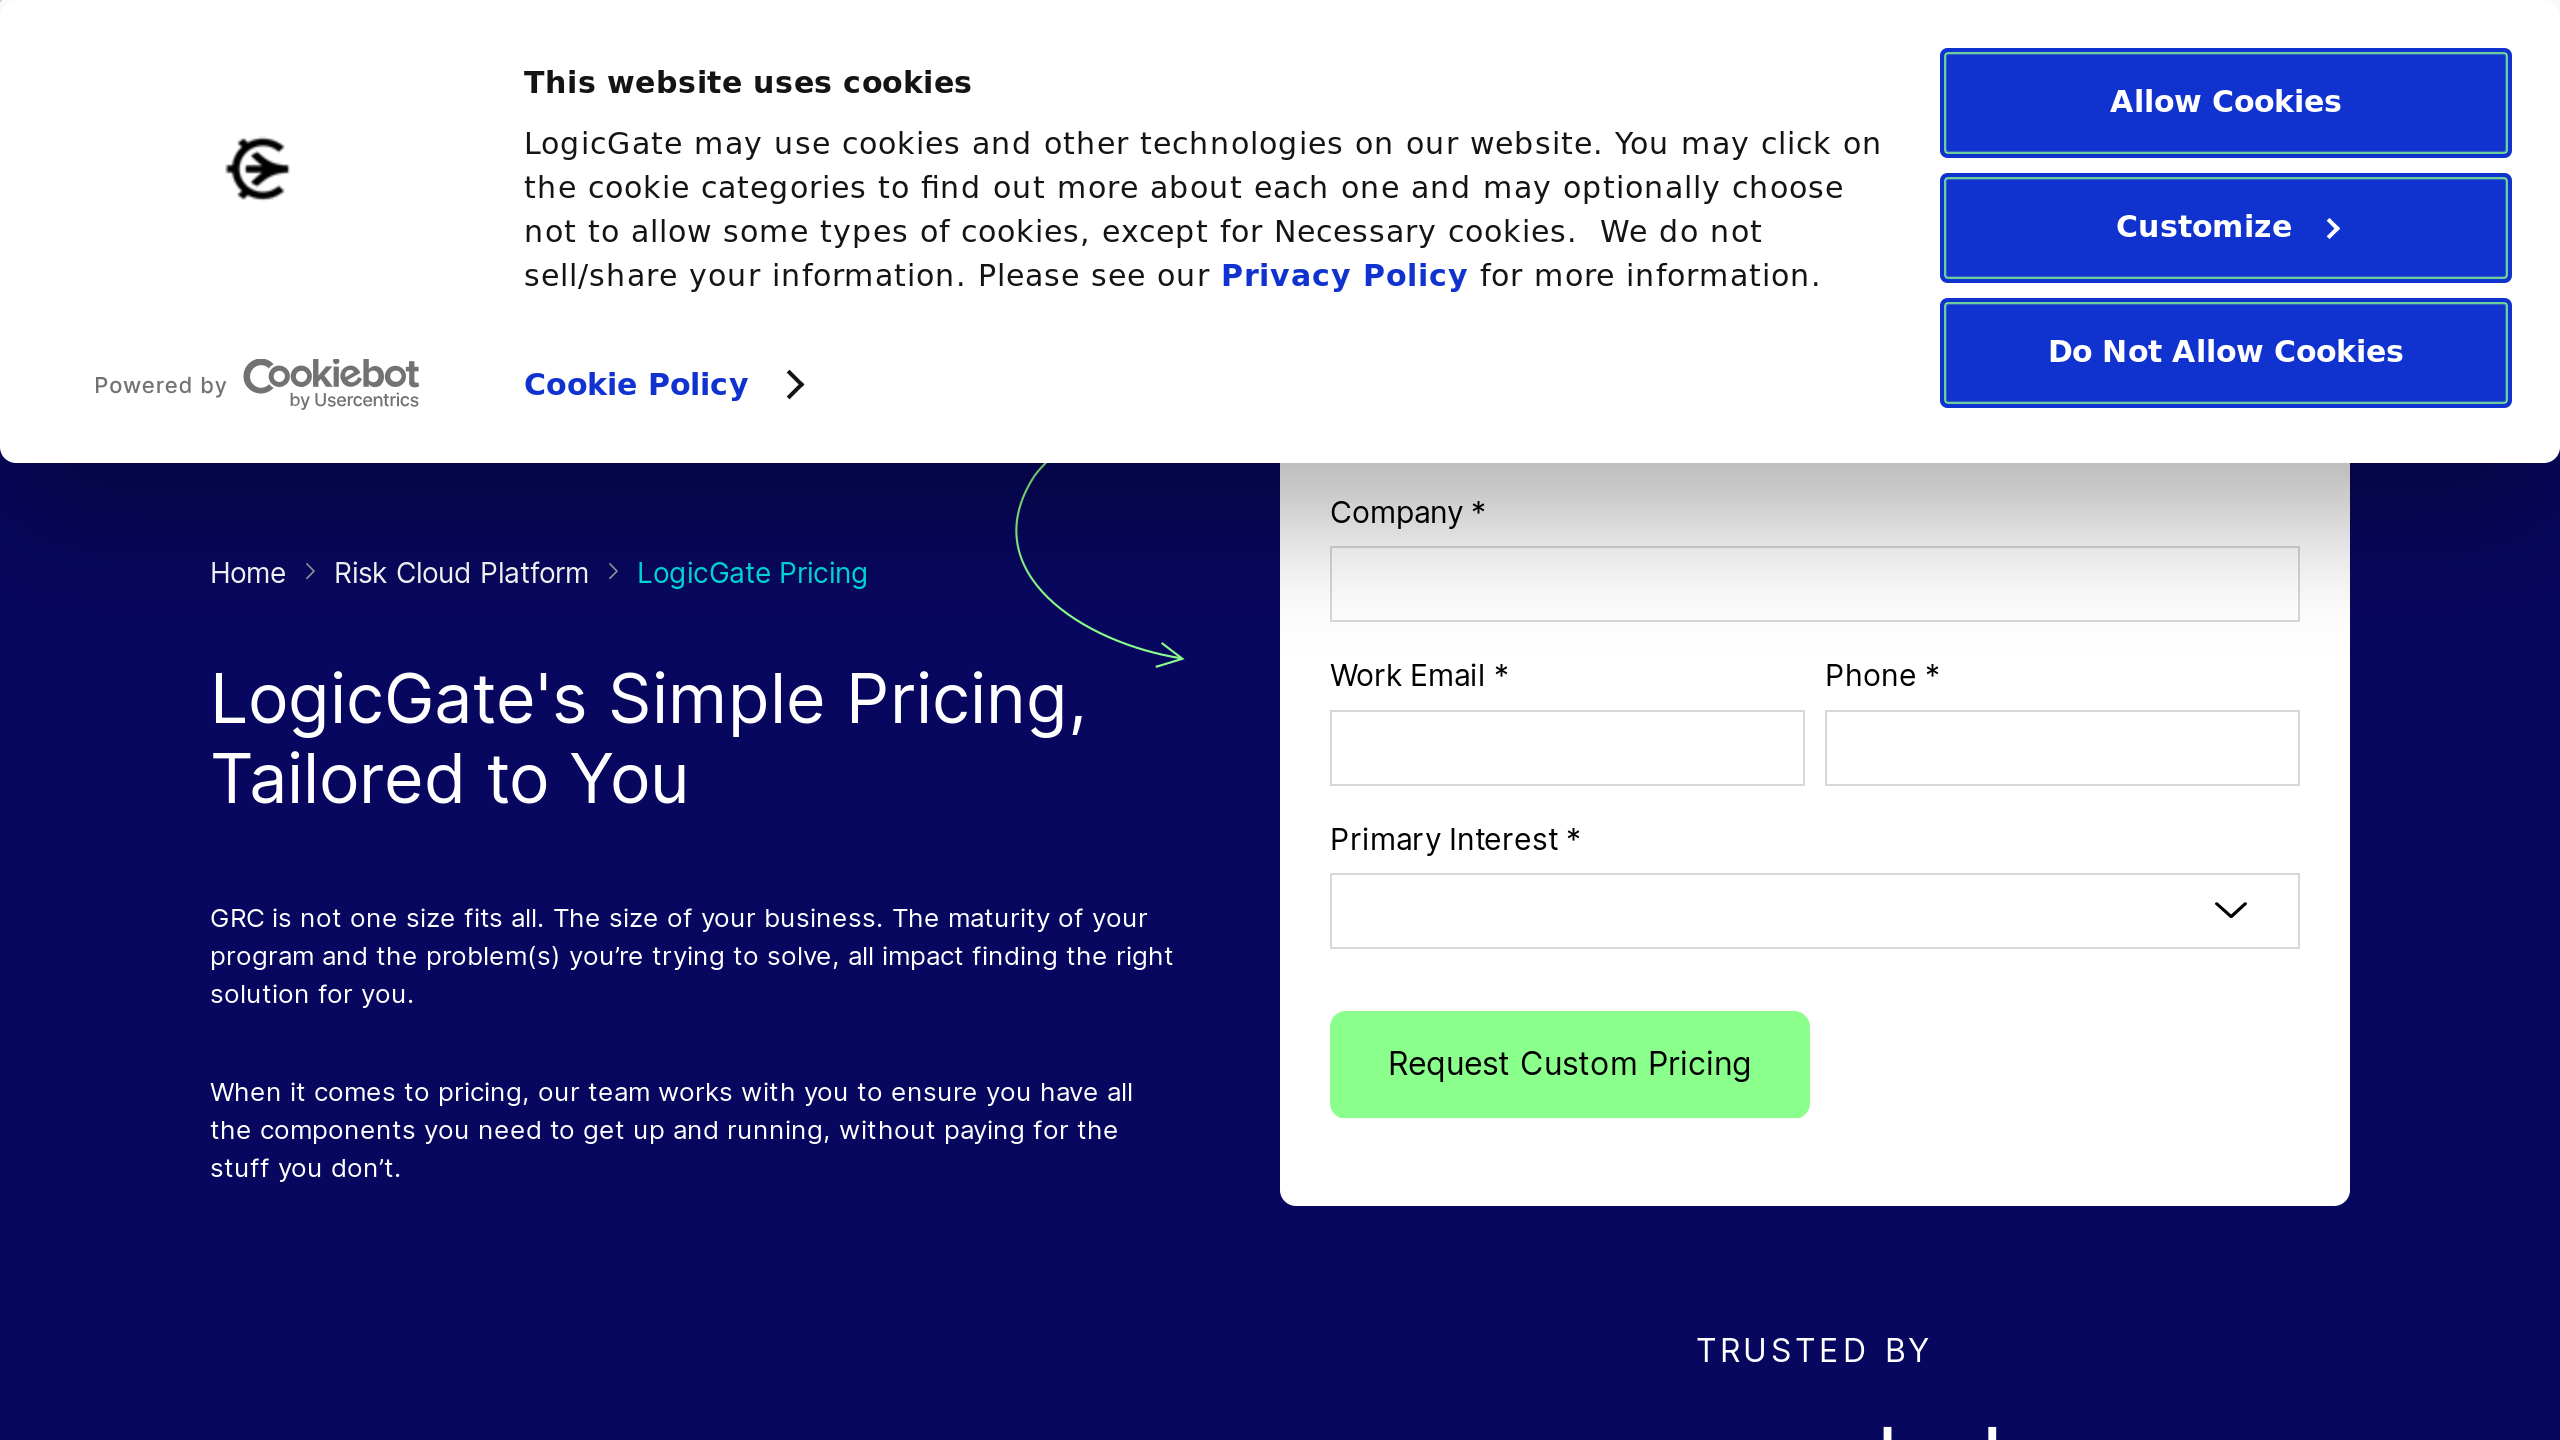 This website uses cookies
LogicGate may use cookies and other technologies on our website. You may click on
the cookie categories to find out more about each one and may optionally choose
not to allow some types of cookies, except for Necessary cookies.  We do not
sell/share your information. Please see our Privacy Policy for more information.
Powered by Cookiebot
by Usercentrics
Cookie Policy
Allow Cookies
Customize
Do Not Allow Cookies
Home > Risk Cloud Platform > LogicGate Pricing
LogicGate's Simple Pricing,
Tailored to You
GRC is not one size fits all. The size of your business. The maturity of your
program and the problem(s) you’re trying to solve, all impact finding the right
solution for you.
When it comes to pricing, our team works with you to ensure you have all
the components you need to get up and running, without paying for the
stuff you don’t.
Company *
Work Email *
Phone *
Primary Interest *
Request Custom Pricing
TRUSTED BY